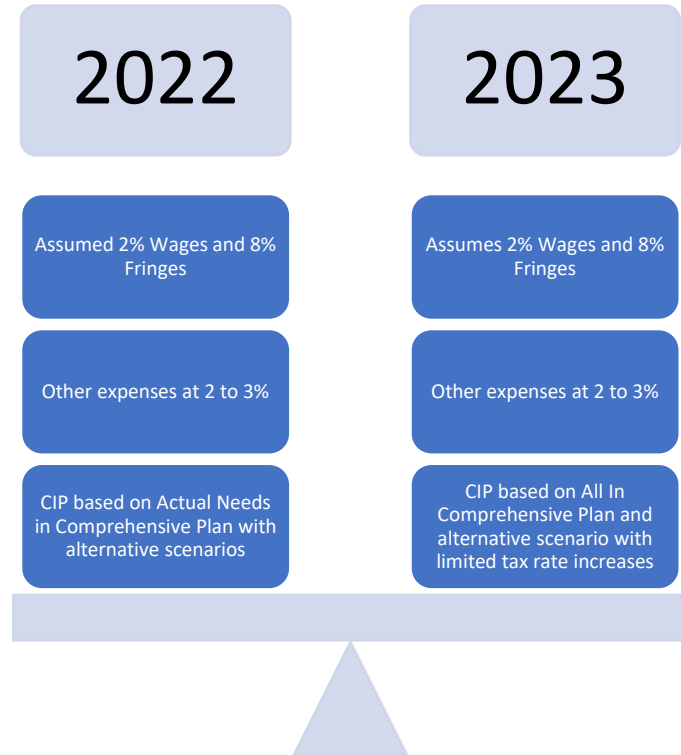 2022
2023
Assumed 2% Wages and 8%
Fringes
Assumes 2% Wages and 8%
Fringes
Other expenses at 2 to 3%
Other expenses at 2 to 3%
CIP based on Actual Needs
in Comprehensive Plan with
alternative scenarios
CIP based on All In
Comprehensive Plan and
alternative scenario with
limited tax rate increases